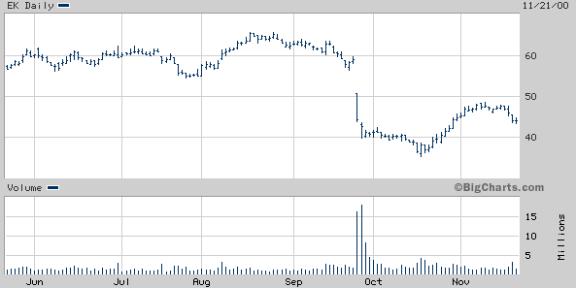 EK Daily 11/21/00
60
40
Volume ©BigCharts.com
15
10
5
Millions
Jun Jul Aug Sep Oct Nov